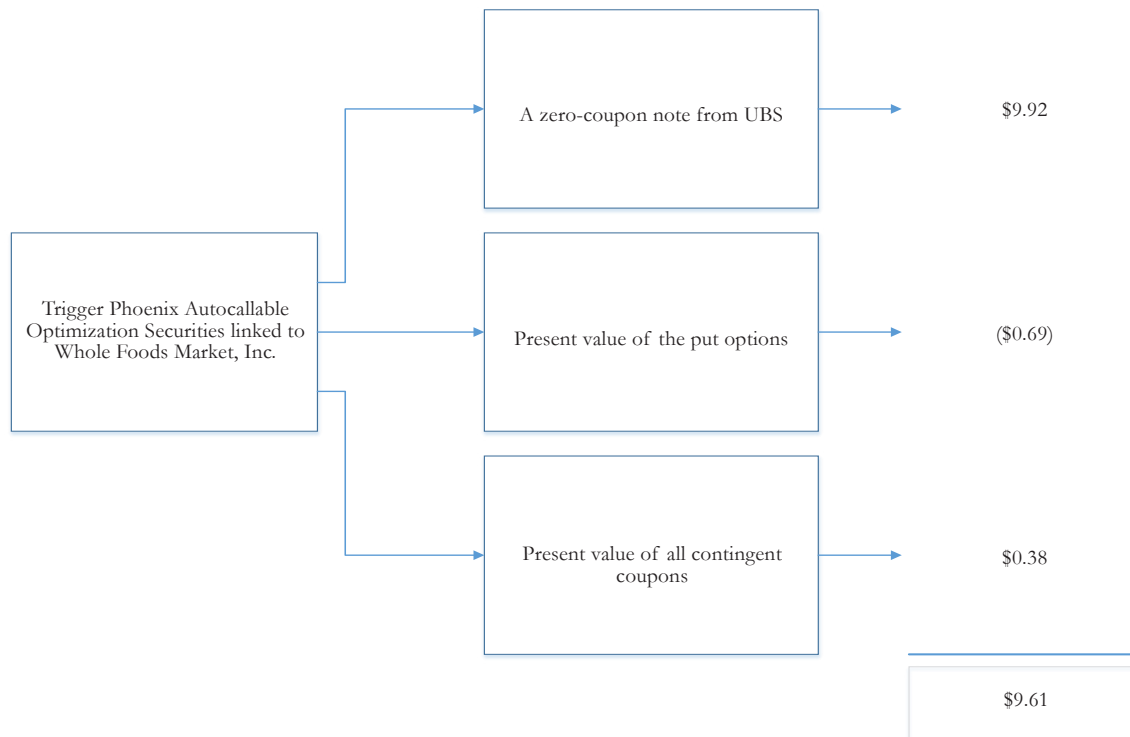 A zero-coupon note from UBS
$9.92
Trigger Phoenix Autocallable
Optimization Securities linked to
Whole Foods Market, Inc.
Present value of the put options
($0.69)
Present value of all contingent
coupons
$0.38
$9.61